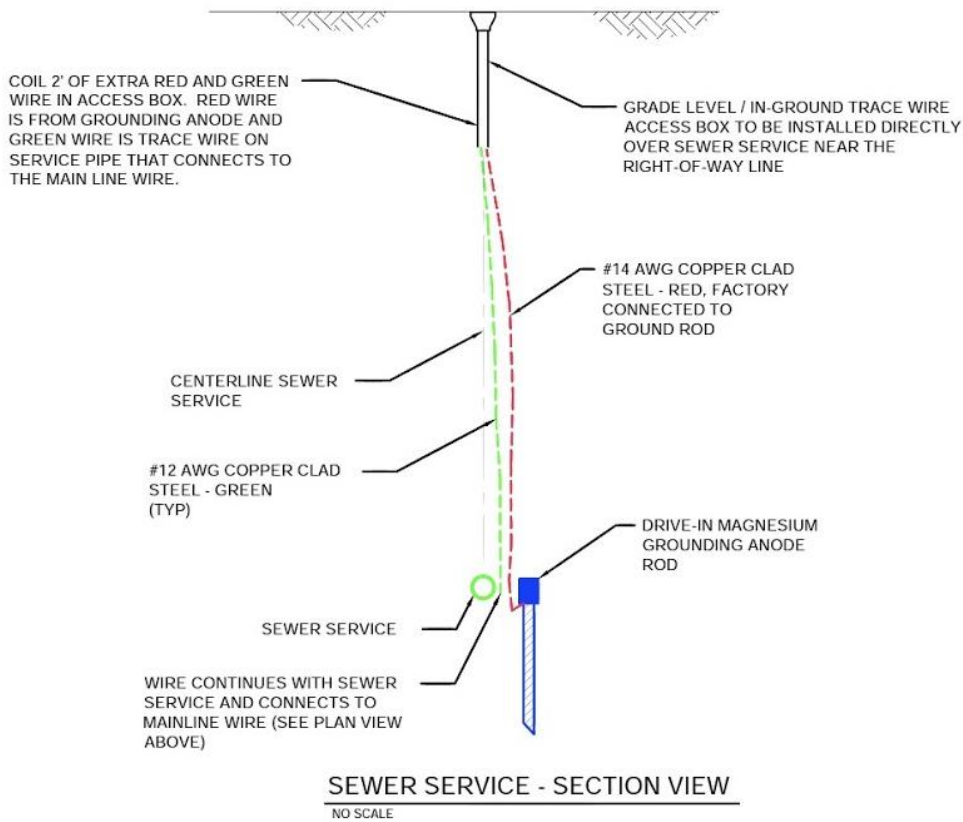 COIL 2' OF EXTRA RED AND GREEN
WIRE IN ACCESS BOX.  RED WIRE
IS FROM GROUNDING ANODE AND
GREEN WIRE IS TRACE WIRE ON
SERVICE PIPE THAT CONNECTS TO
THE MAIN LINE WIRE.
GRADE LEVEL / IN-GROUND TRACE WIRE
ACCESS BOX TO BE INSTALLED DIRECTLY
OVER SEWER SERVICE NEAR THE
RIGHT-OF-WAY LINE
#14 AWG COPPER CLAD
STEEL - RED, FACTORY
CONNECTED TO
GROUND ROD
CENTERLINE SEWER
SERVICE
#12 AWG COPPER CLAD
STEEL - GREEN
(TYP)
DRIVE-IN MAGNESIUM
GROUNDING ANODE
ROD
SEWER SERVICE
WIRE CONTINUES WITH SEWER
SERVICE AND CONNECTS TO
MAINLINE WIRE (SEE PLAN VIEW
ABOVE)
SEWER SERVICE - SECTION VIEW
NO SCALE